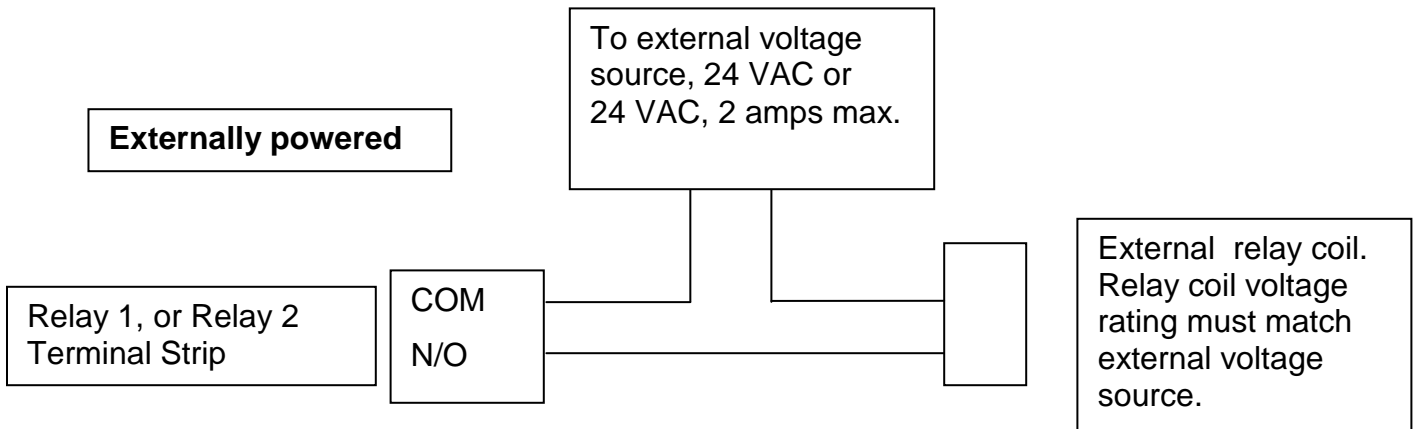 To external voltage
source, 24 VAC or
24 VAC, 2 amps max.
Externally powered
Relay 1, or Relay 2
Terminal Strip
COM
N/O
External relay coil.
Relay coil voltage
rating must match
external voltage
source.